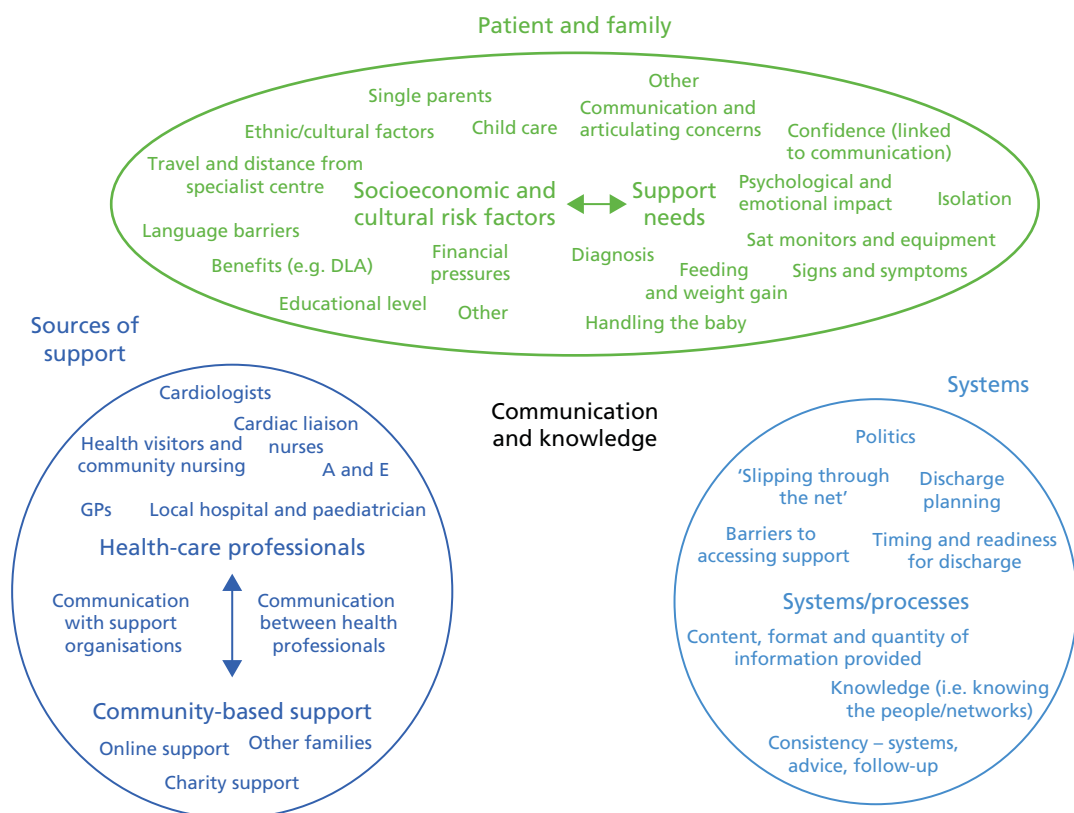 Patient and family
Other
Single parents
Communication and
articulating concerns
Ethnic/cultural factors
Child care
Confidence (linked
to communication)
Travel and distance from
specialist centre
Socioeconomic and
cultural risk factors
Support
needs
Psychological and
emotional impact
Isolation
Language barriers
Sat monitors and equipment
Benefits (e.g. DLA)
Financial
pressures
Diagnosis
Feeding
and weight gain
Signs and symptoms
Educational level
Other
Handling the baby
Sources of
support
Cardiologists
Cardiac liaison
nurses
Health visitors and
community nursing
A and E
GPs
Local hospital and paediatrician
Health-care professionals
Communication
with support
organisations
Communication
between health
professionals
Community-based support
Online support
Other families
Charity support
Communication
and knowledge
Systems
Politics
‘Slipping through
the net’
Discharge
planning
Barriers to
accessing support
Timing and readiness
for discharge
Systems/processes
Content, format and quantity of
information provided
Knowledge (i.e. knowing
the people/networks)
Consistency – systems,
advice, follow-up